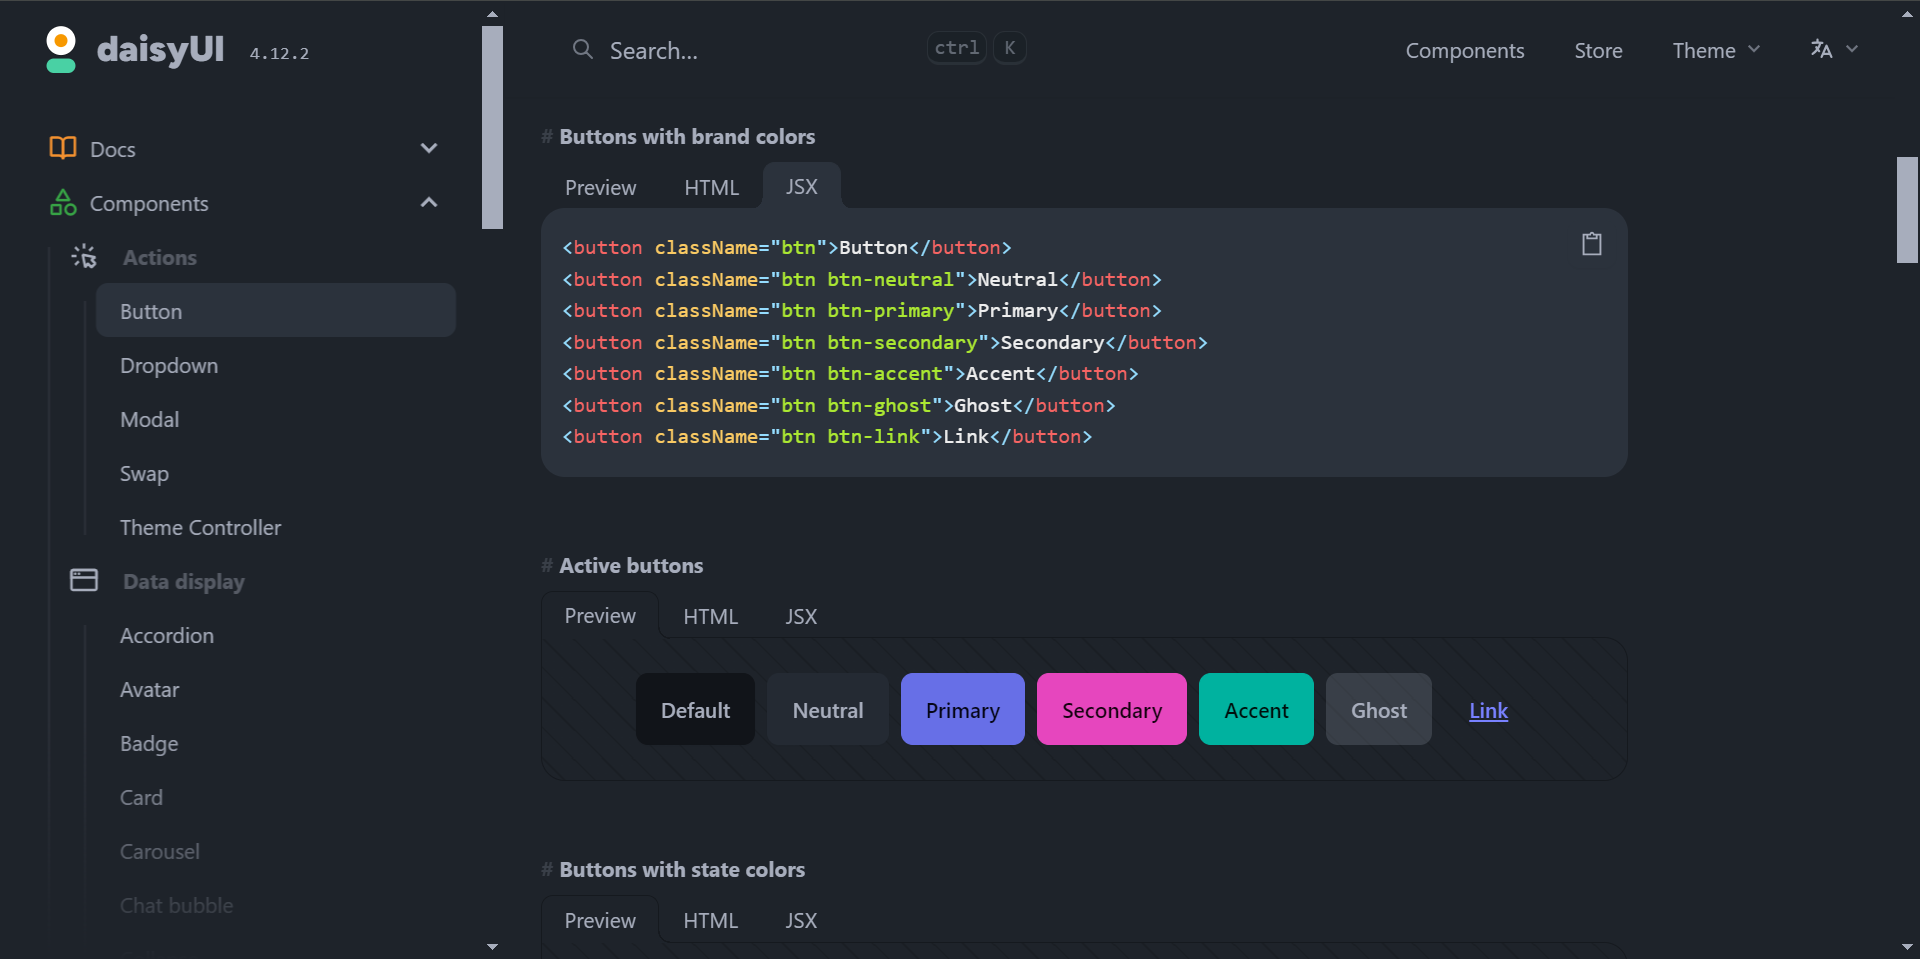 daisyUI 4.12.2
Docs
Components
Actions
Button
Dropdown
Modal
Swap
Theme Controller
Data display
Accordion
Avatar
Badge
Card
Carousel
Chat bubble
Search... ctrl K
Components Store Theme
# Buttons with brand colors
Preview HTML JSX
<button className="btn">Button</button>
<button className="btn btn-neutral">Neutral</button>
<button className="btn btn-primary">Primary</button>
<button className="btn btn-secondary">Secondary</button>
<button className="btn btn-accent">Accent</button>
<button className="btn btn-ghost">Ghost</button>
<button className="btn btn-link">Link</button>
# Active buttons
Preview HTML JSX
Default Neutral Primary Secondary Accent Ghost Link
# Buttons with state colors
Preview HTML JSX